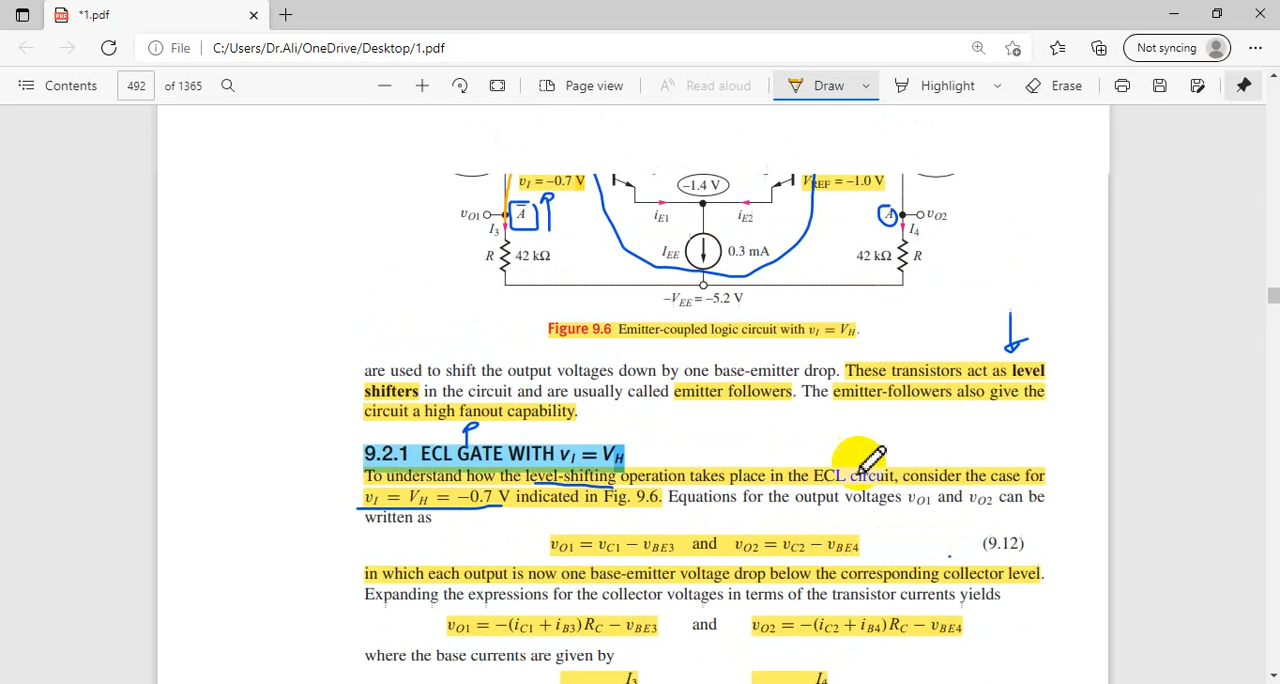 *1.pdf
File C:/Users/Dr.Ali/OneDrive/Desktop/1.pdf Not syncing
Contents 492 of 1365 Page view Read aloud Draw Highlight Erase
v_I = −0.7 V −1.4 V V_REF = −1.0 V
v_O1 Ā i_E1 i_E2 A v_O2
I_3 I_4
R 42 kΩ I_EE 0.3 mA 42 kΩ R
−V_EE = −5.2 V
Figure 9.6 Emitter-coupled logic circuit with v_I = V_H.
are used to shift the output voltages down by one base-emitter drop. These transistors act as level
shifters in the circuit and are usually called emitter followers. The emitter-followers also give the
circuit a high fanout capability.
9.2.1 ECL GATE WITH v_I = V_H
To understand how the level-shifting operation takes place in the ECL circuit, consider the case for
v_I = V_H = −0.7 V indicated in Fig. 9.6. Equations for the output voltages v_O1 and v_O2 can be
written as
v_O1 = v_C1 − v_BE3 and v_O2 = v_C2 − v_BE4 (9.12)
in which each output is now one base-emitter voltage drop below the corresponding collector level.
Expanding the expressions for the collector voltages in terms of the transistor currents yields
v_O1 = −(i_C1 + i_B3)R_C − v_BE3 and v_O2 = −(i_C2 + i_B4)R_C − v_BE4
where the base currents are given by
I_3 I_4